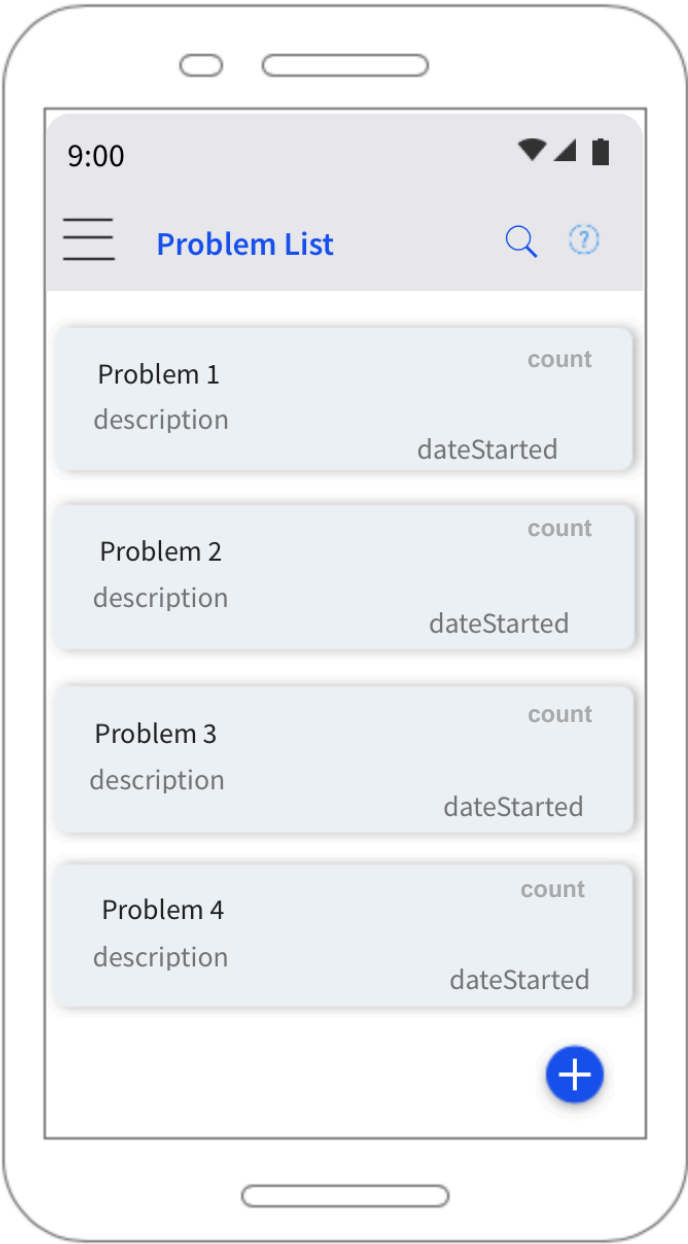 9:00
Problem List
?
count
Problem 1
description
dateStarted
count
Problem 2
description
dateStarted
count
Problem 3
description
dateStarted
count
Problem 4
description
dateStarted